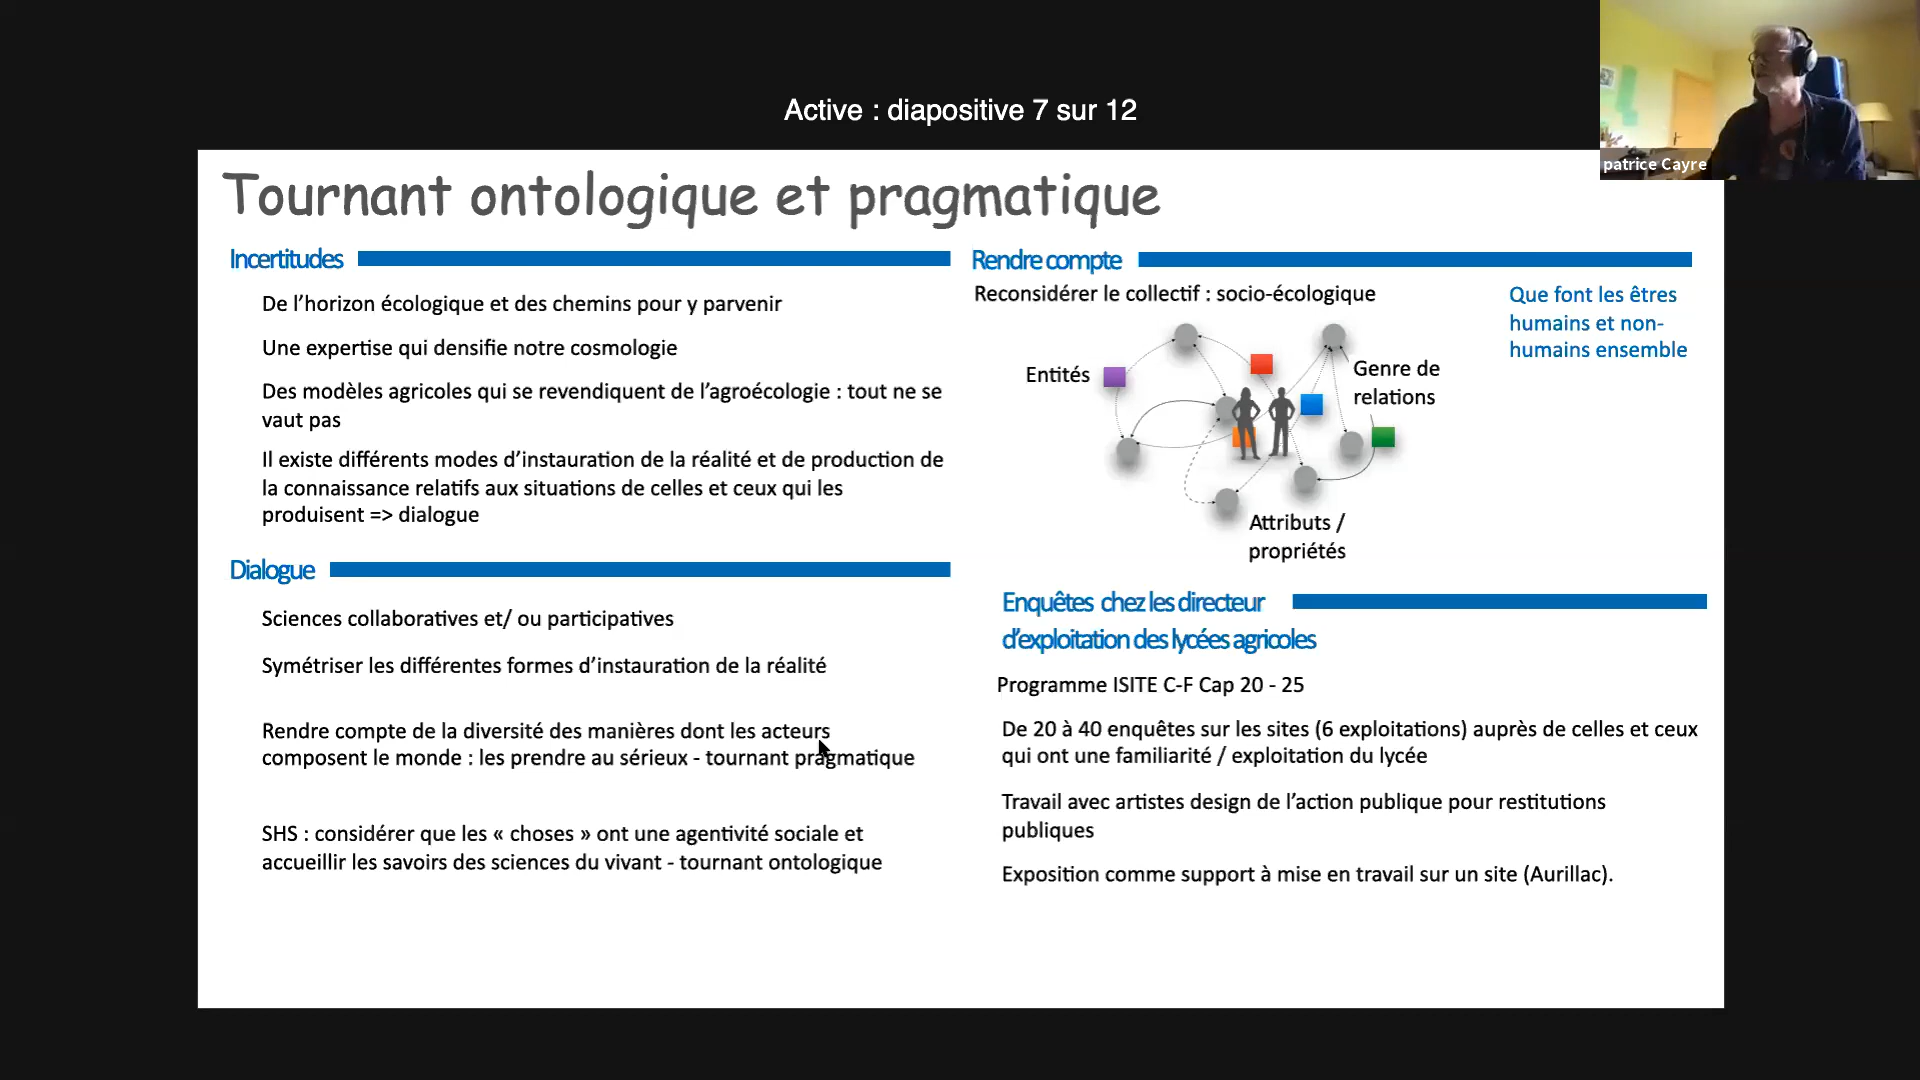 Active : diapositive 7 sur 12
patrice Cayre
Tournant ontologique et pragmatique
Incertitudes
De l’horizon écologique et des chemins pour y parvenir
Une expertise qui densifie notre cosmologie
Des modèles agricoles qui se revendiquent de l’agroécologie : tout ne se
vaut pas
Il existe différents modes d’instauration de la réalité et de production de
la connaissance relatifs aux situations de celles et ceux qui les
produisent => dialogue
Dialogue
Sciences collaboratives et/ ou participatives
Symétriser les différentes formes d’instauration de la réalité
Rendre compte de la diversité des manières dont les acteurs
composent le monde : les prendre au sérieux - tournant pragmatique
SHS : considérer que les « choses » ont une agentivité sociale et
accueillir les savoirs des sciences du vivant - tournant ontologique
Rendre compte
Reconsidérer le collectif : socio-écologique
Que font les êtres
humains et non-
humains ensemble
Entités
Genre de
relations
Attributs /
propriétés
Enquêtes chez les directeur
d’exploitation des lycées agricoles
Programme ISITE C-F Cap 20 - 25
De 20 à 40 enquêtes sur les sites (6 exploitations) auprès de celles et ceux
qui ont une familiarité / exploitation du lycée
Travail avec artistes design de l’action publique pour restitutions
publiques
Exposition comme support à mise en travail sur un site (Aurillac).